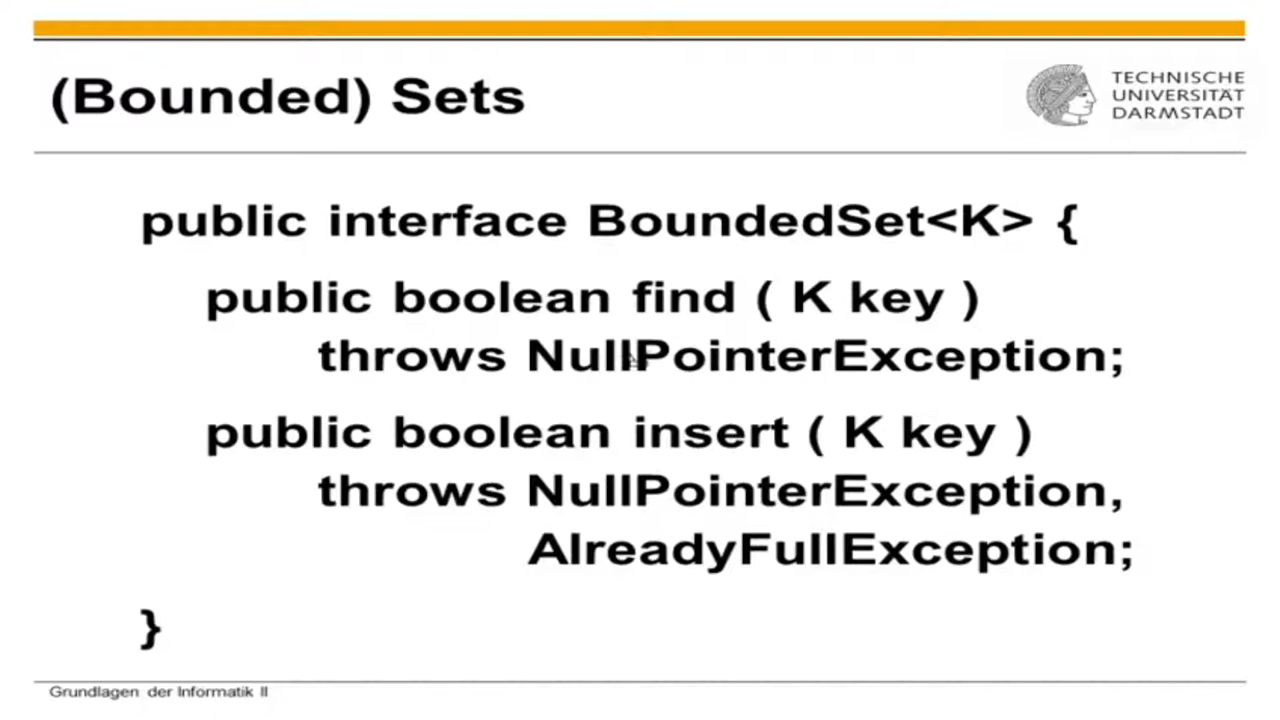 (Bounded) Sets
TECHNISCHE
UNIVERSITÄT
DARMSTADT
public interface BoundedSet<K> {
public boolean find ( K key )
throws NullPointerException;
public boolean insert ( K key )
throws NullPointerException,
AlreadyFullException;
}
Grundlagen der Informatik II